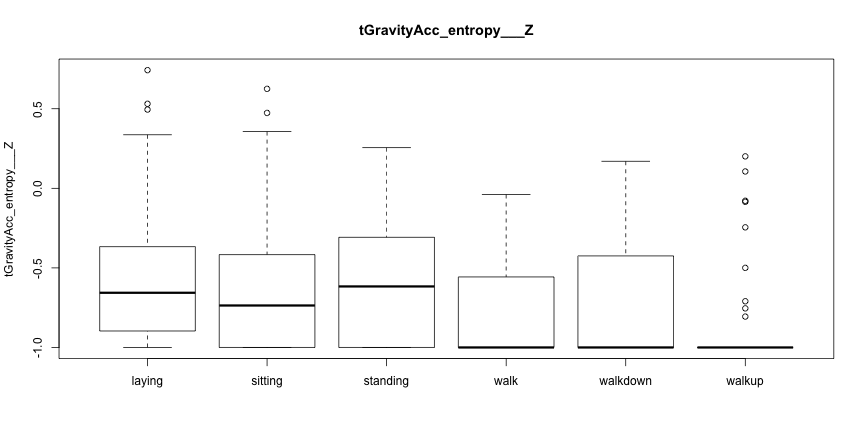 tGravityAcc_entropy___Z
tGravityAcc_entropy___Z
0.5
0.0
-0.5
-1.0
laying sitting standing walk walkdown walkup